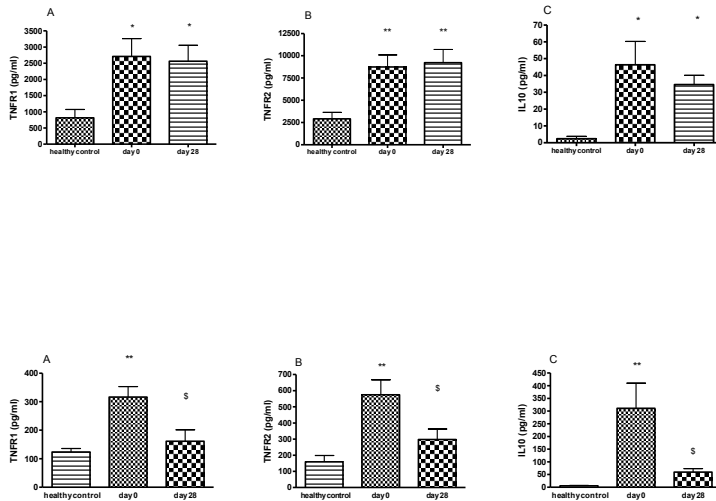 A
TNFR1 (pg/ml)
3500
3000
2500
2000
1500
1000
500
0
*
*
healthy control
day 0
day 28
B
TNFR2 (pg/ml)
12500
10000
7500
5000
2500
0
**
**
healthy control
day 0
day 28
C
IL10 (pg/ml)
70
60
50
40
30
20
10
0
*
*
healthy control
day 0
day 28
A
TNFR1 (pg/ml)
400
300
200
100
0
**
$
healthy control
day 0
day 28
B
TNFR2 (pg/ml)
700
600
500
400
300
200
100
0
**
$
healthy control
day 0
day 28
C
IL10 (pg/ml)
450
400
350
300
250
200
150
100
50
0
**
$
healthy control
day 0
day 28